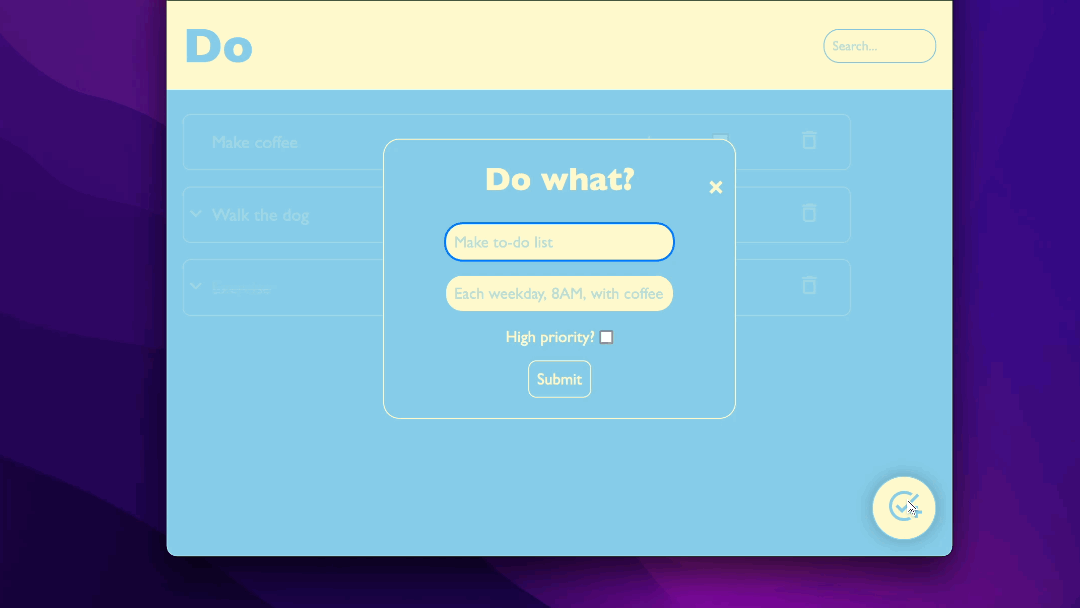 Do
Search...
Make coffee
Walk the dog
Do what?
Make to-do list
Each weekday, 8AM, with coffee
High priority?
Submit